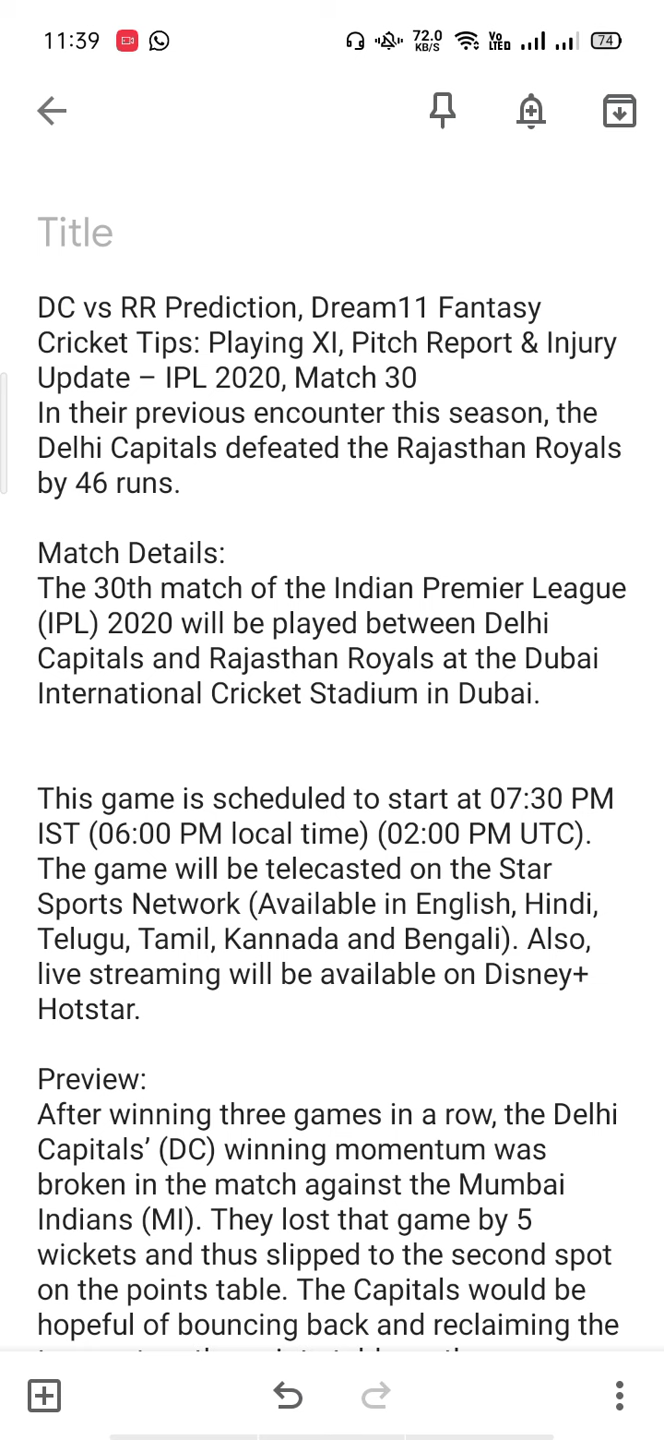 11:39
72.0
KB/S
Vo
LTED
74
Title
DC vs RR Prediction, Dream11 Fantasy
Cricket Tips: Playing XI, Pitch Report & Injury
Update – IPL 2020, Match 30
In their previous encounter this season, the
Delhi Capitals defeated the Rajasthan Royals
by 46 runs.
Match Details:
The 30th match of the Indian Premier League
(IPL) 2020 will be played between Delhi
Capitals and Rajasthan Royals at the Dubai
International Cricket Stadium in Dubai.
This game is scheduled to start at 07:30 PM
IST (06:00 PM local time) (02:00 PM UTC).
The game will be telecasted on the Star
Sports Network (Available in English, Hindi,
Telugu, Tamil, Kannada and Bengali). Also,
live streaming will be available on Disney+
Hotstar.
Preview:
After winning three games in a row, the Delhi
Capitals’ (DC) winning momentum was
broken in the match against the Mumbai
Indians (MI). They lost that game by 5
wickets and thus slipped to the second spot
on the points table. The Capitals would be
hopeful of bouncing back and reclaiming the